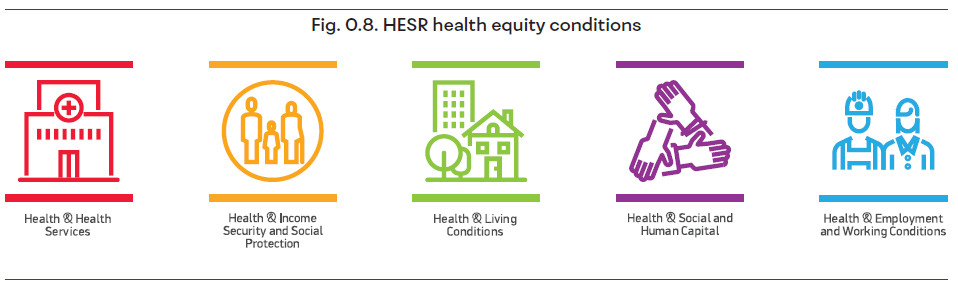 Fig. 0.8. HESR health equity conditions
Health & Health
Services
Health & Income
Security and Social
Protection
Health & Living
Conditions
Health & Social and
Human Capital
Health & Employment
and Working Conditions